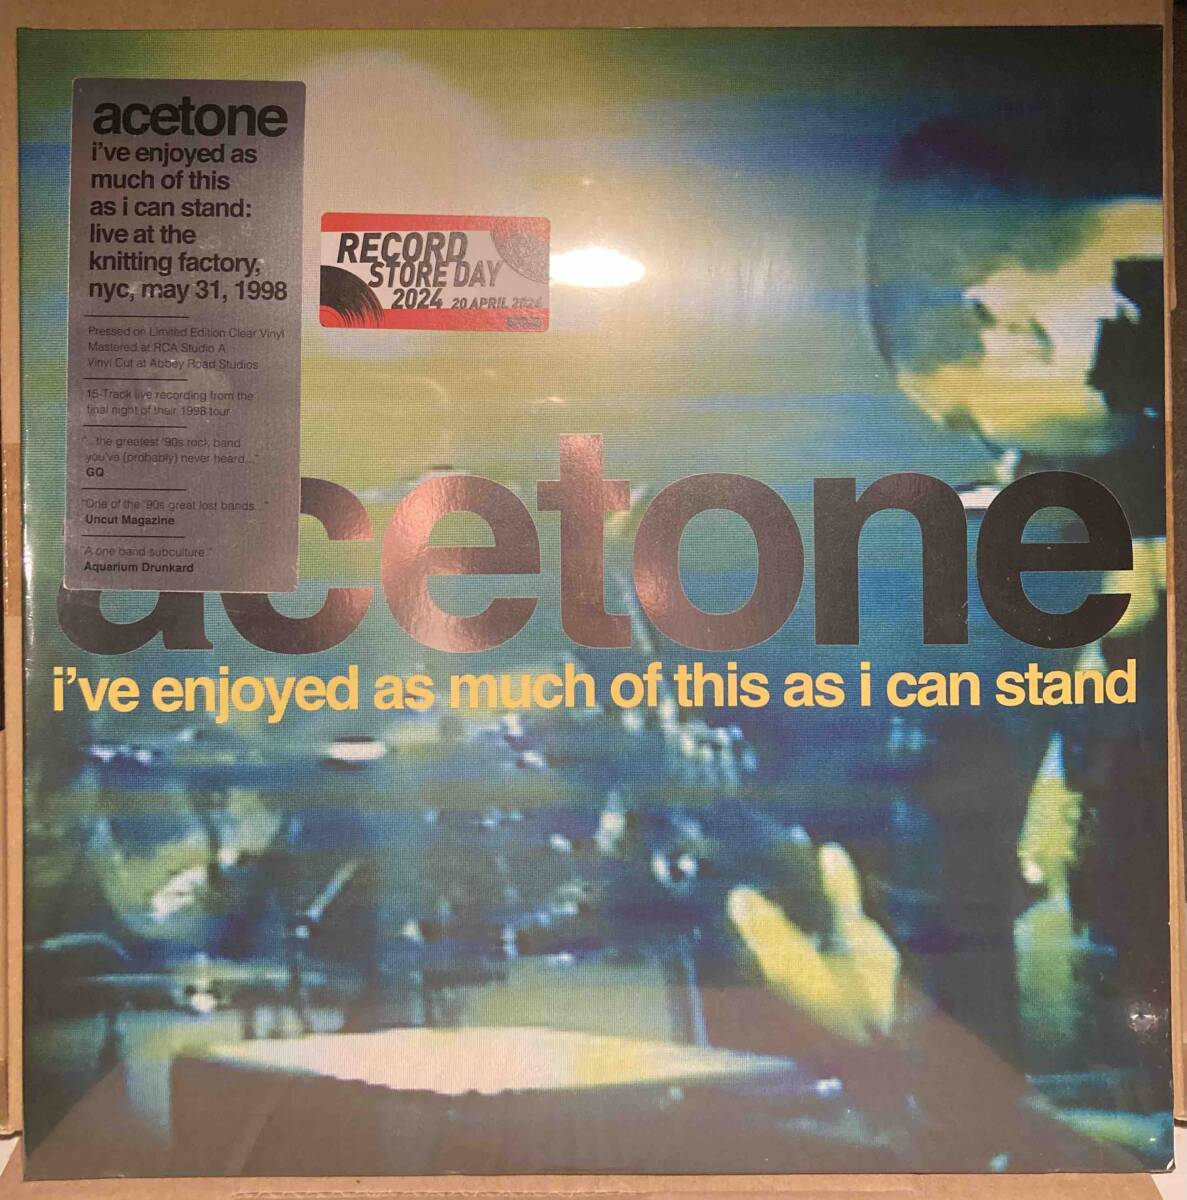 acetone
i've enjoyed as
much of this
as i can stand:
live at the
knitting factory,
nyc, may 31, 1998
Pressed on Limited Edition Clear Vinyl
Mastered at RCA Studio A
Vinyl Cut at Abbey Road Studios
15-Track live recording from the
final night of their 1998 tour
"...the greatest '90s rock band
you've (probably) never heard..."
GQ
"One of the '90s great lost bands..."
Uncut Magazine
"A one band subculture."
Aquarium Drunkard
RECORD
STORE DAY
2024 20 APRIL 2024
acetone
i've enjoyed as much of this as i can stand